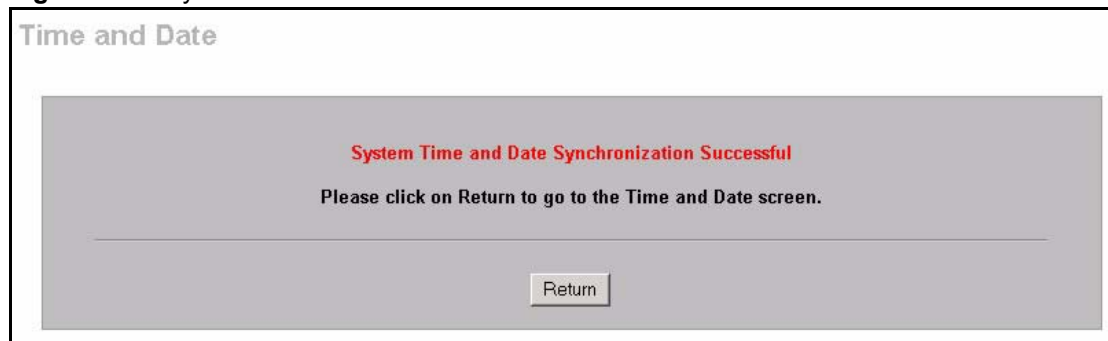 Time and Date
System Time and Date Synchronization Successful
Please click on Return to go to the Time and Date screen.
Return